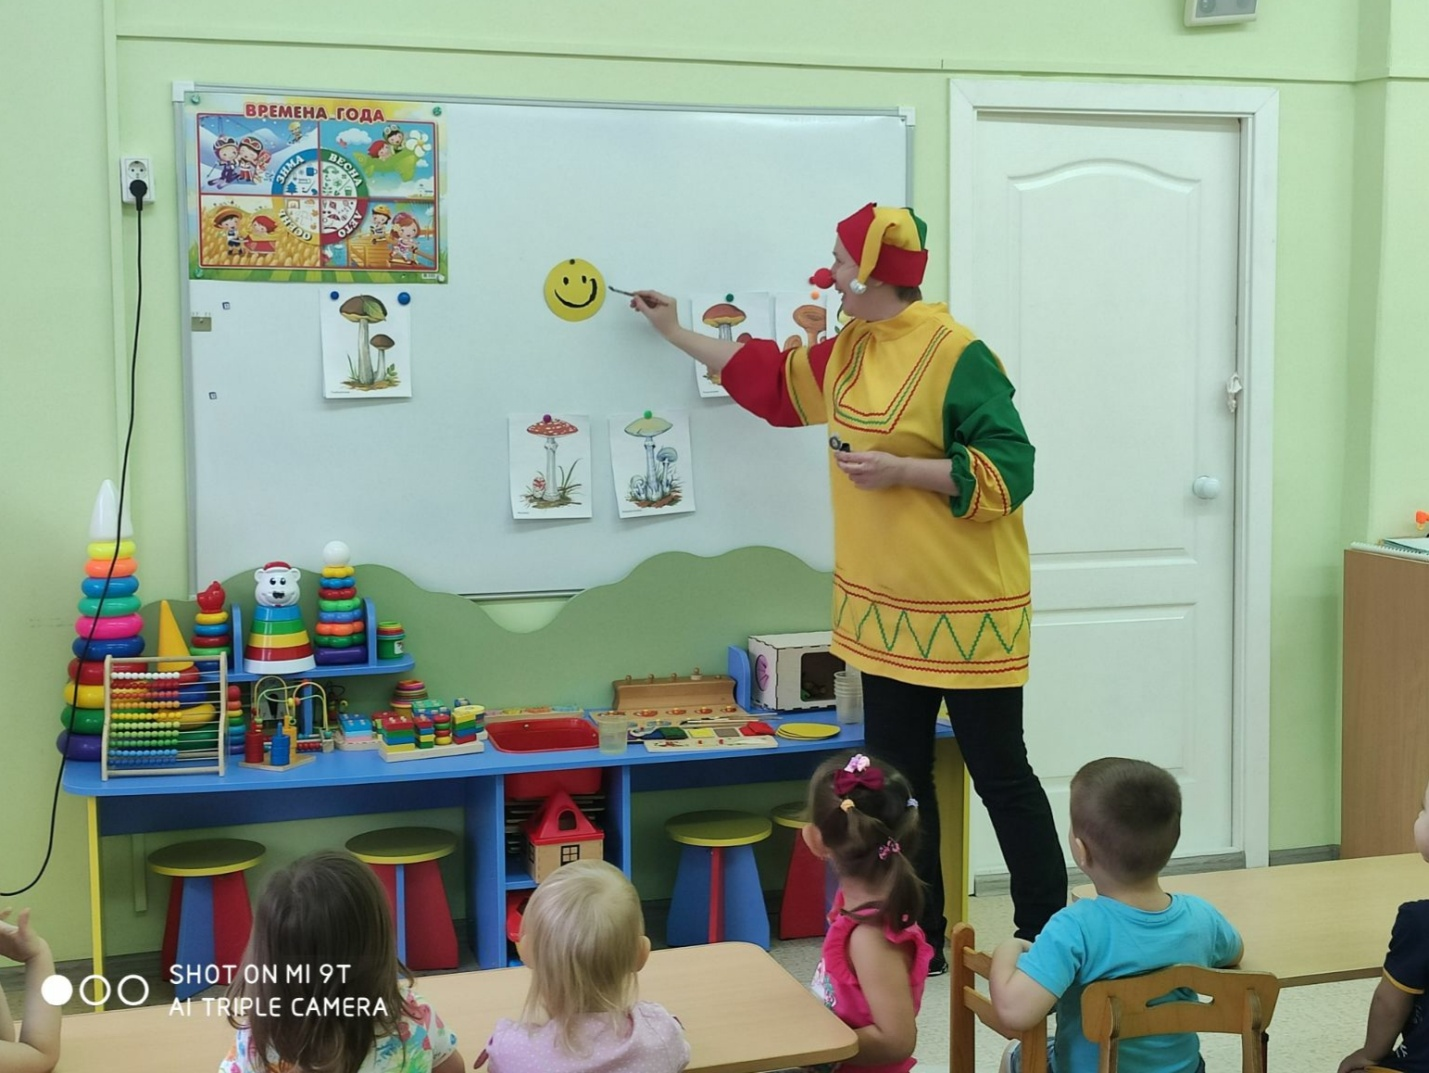 ВРЕМЕНА ГОДА
ЗИМА
ВЕСНА
ОСЕНЬ
ЛЕТО
SHOT ON MI 9T
AI TRIPLE CAMERA